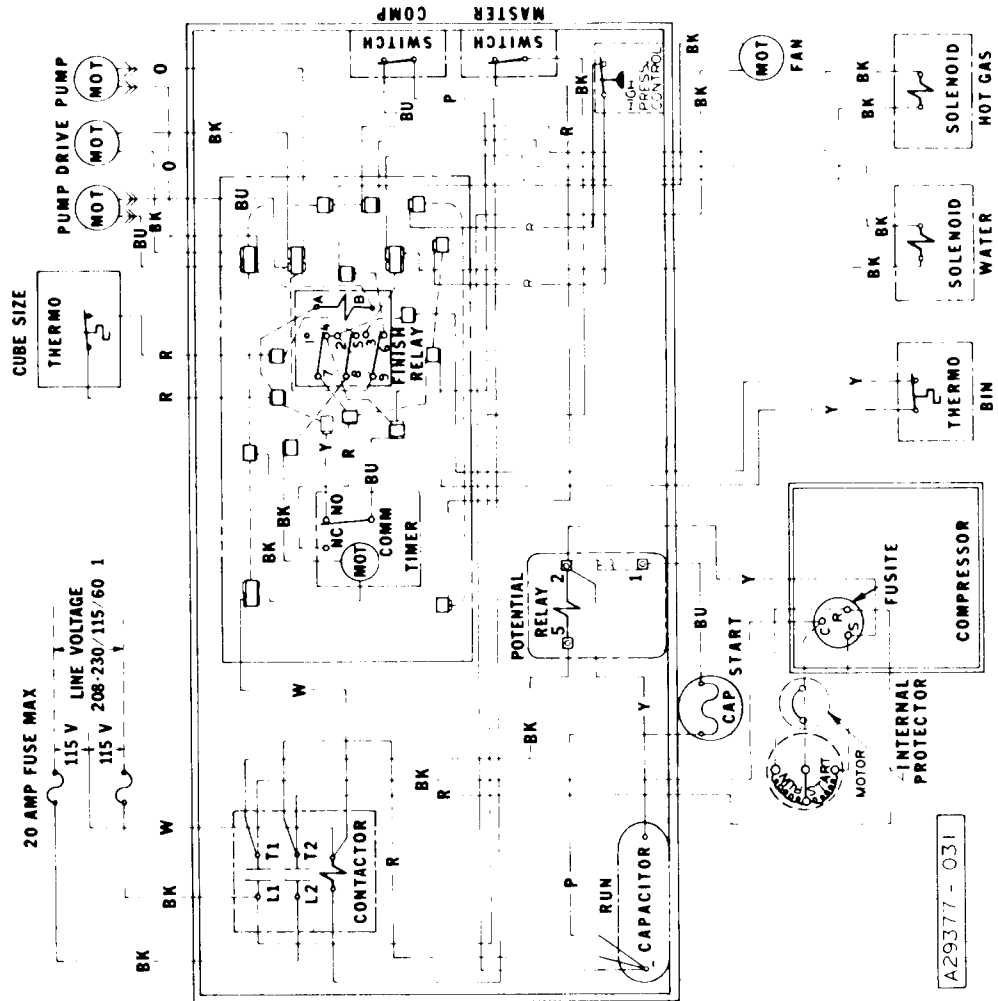 20 AMP FUSE MAX
115 V
LINE VOLTAGE
115 V
208-230/115/60 1
BK
BK
W
CUBE SIZE
THERMO
R
R
PUMP DRIVE PUMP
MOT
MOT
MOT
BU
BK
BK
O
O
SWITCH
COMP
SWITCH
MASTER
BU
P
BK
R
HIGH
PRESS
CONTROL
BK
BK
MOT
FAN
L1
T1
L2
T2
CONTACTOR
W
BK
BK
NC
NO
MOT
COMM
TIMER
Y
R
BU
BU
A
B
1
4
7
2
5
8
3
6
9
FINISH
RELAY
R
R
BK
R
R
BK
P
RUN
CAPACITOR
Y
POTENTIAL
RELAY
5
2
1
BU
CAP
START
Y
Y
Y
C
R
S
FUSITE
COMPRESSOR
START
MOTOR
INTERNAL
PROTECTOR
THERMO
BIN
BK
BK
SOLENOID
WATER
BK
BK
SOLENOID
HOT GAS
A29377 - 031